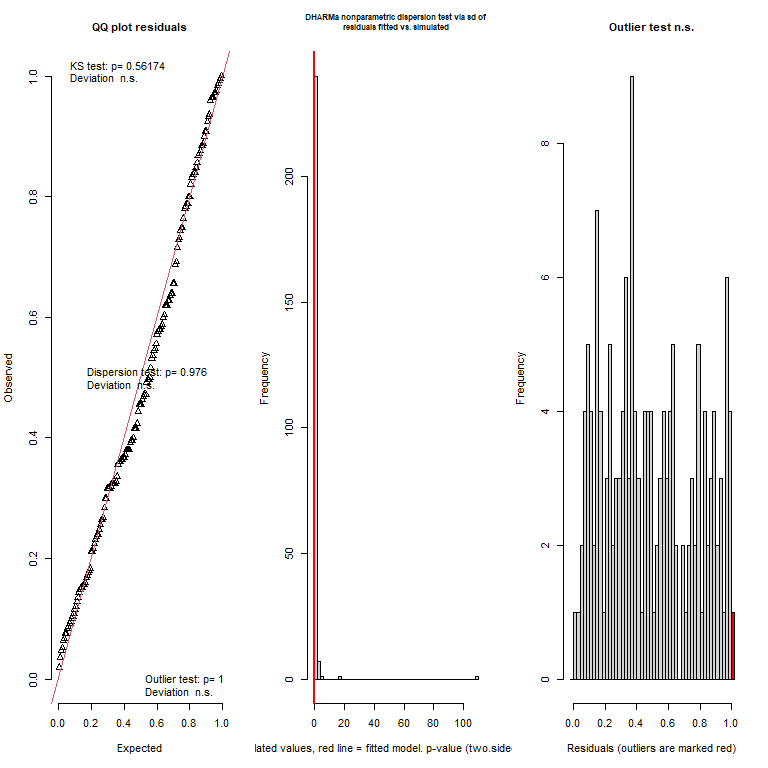 QQ plot residuals
KS test: p= 0.56174
Deviation n.s.
Dispersion test: p= 0.976
Deviation n.s.
Outlier test: p= 1
Deviation n.s.
Observed
0.0 0.2 0.4 0.6 0.8 1.0
0.0 0.2 0.4 0.6 0.8 1.0
Expected
DHARMa nonparametric dispersion test via sd of
residuals fitted vs. simulated
Frequency
0 50 100 150 200
0 20 40 60 80 100
lated values, red line = fitted model. p-value (two.side
Outlier test n.s.
Frequency
0 2 4 6 8
0.0 0.2 0.4 0.6 0.8 1.0
Residuals (outliers are marked red)